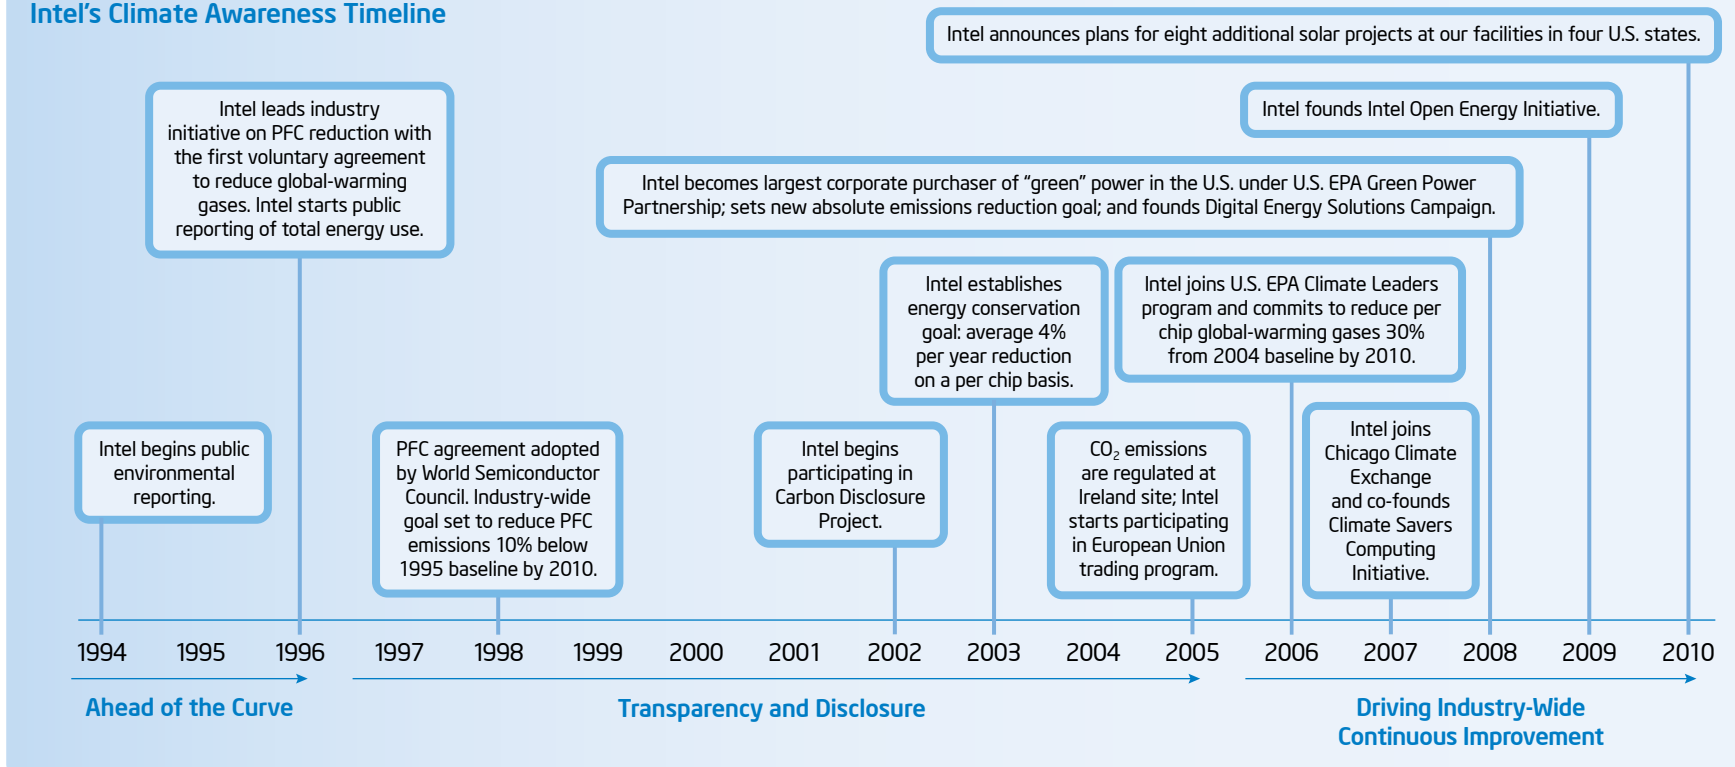 Intel's Climate Awareness Timeline
Intel announces plans for eight additional solar projects at our facilities in four U.S. states.
Intel leads industry
initiative on PFC reduction with
the first voluntary agreement
to reduce global-warming
gases. Intel starts public
reporting of total energy use.
Intel founds Intel Open Energy Initiative.
Intel becomes largest corporate purchaser of “green” power in the U.S. under U.S. EPA Green Power
Partnership; sets new absolute emissions reduction goal; and founds Digital Energy Solutions Campaign.
Intel establishes
energy conservation
goal: average 4%
per year reduction
on a per chip basis.
Intel joins U.S. EPA Climate Leaders
program and commits to reduce per
chip global-warming gases 30%
from 2004 baseline by 2010.
Intel begins public
environmental
reporting.
PFC agreement adopted
by World Semiconductor
Council. Industry-wide
goal set to reduce PFC
emissions 10% below
1995 baseline by 2010.
Intel begins
participating in
Carbon Disclosure
Project.
CO₂ emissions
are regulated at
Ireland site; Intel
starts participating
in European Union
trading program.
Intel joins
Chicago Climate
Exchange
and co-founds
Climate Savers
Computing
Initiative.
1994 1995 1996 1997 1998 1999 2000 2001 2002 2003 2004 2005 2006 2007 2008 2009 2010
Ahead of the Curve
Transparency and Disclosure
Driving Industry-Wide
Continuous Improvement